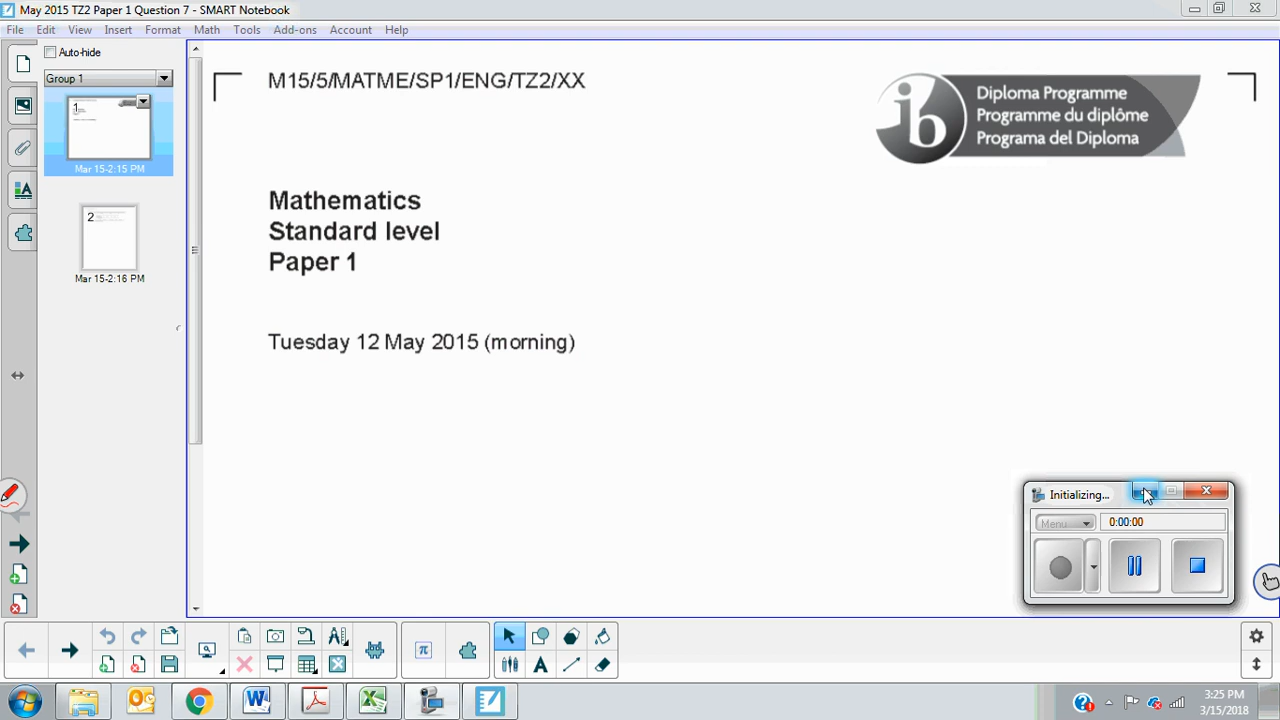 May 2015 TZ2 Paper 1 Question 7 - SMART Notebook
File Edit View Insert Format Math Tools Add-ons Account Help
Auto-hide
Group 1
1
Mar 15-2:15 PM
2
Mar 15-2:16 PM
M15/5/MATME/SP1/ENG/TZ2/XX
ib
Diploma Programme
Programme du diplôme
Programa del Diploma
Mathematics
Standard level
Paper 1
Tuesday 12 May 2015 (morning)
Initializing...
Menu
0:00:00
π
A
3:25 PM
3/15/2018